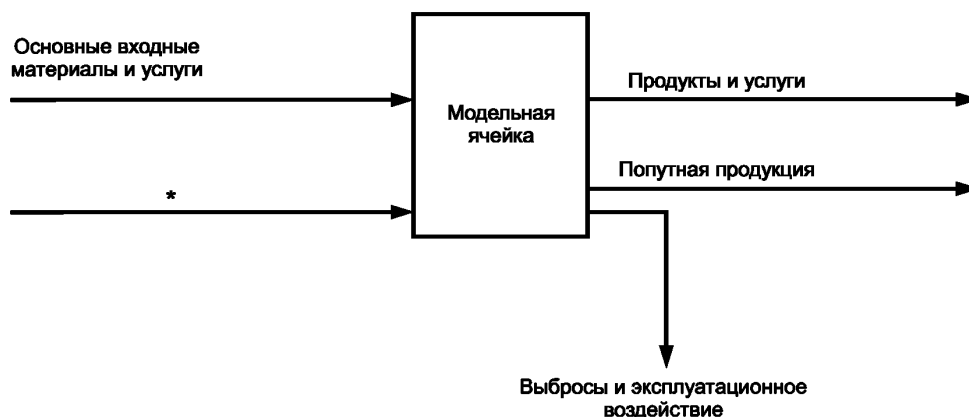 Основные входные
материалы и услуги
Модельная
ячейка
Продукты и услуги
Попутная продукция
*
Выбросы и эксплуатационное
воздействие